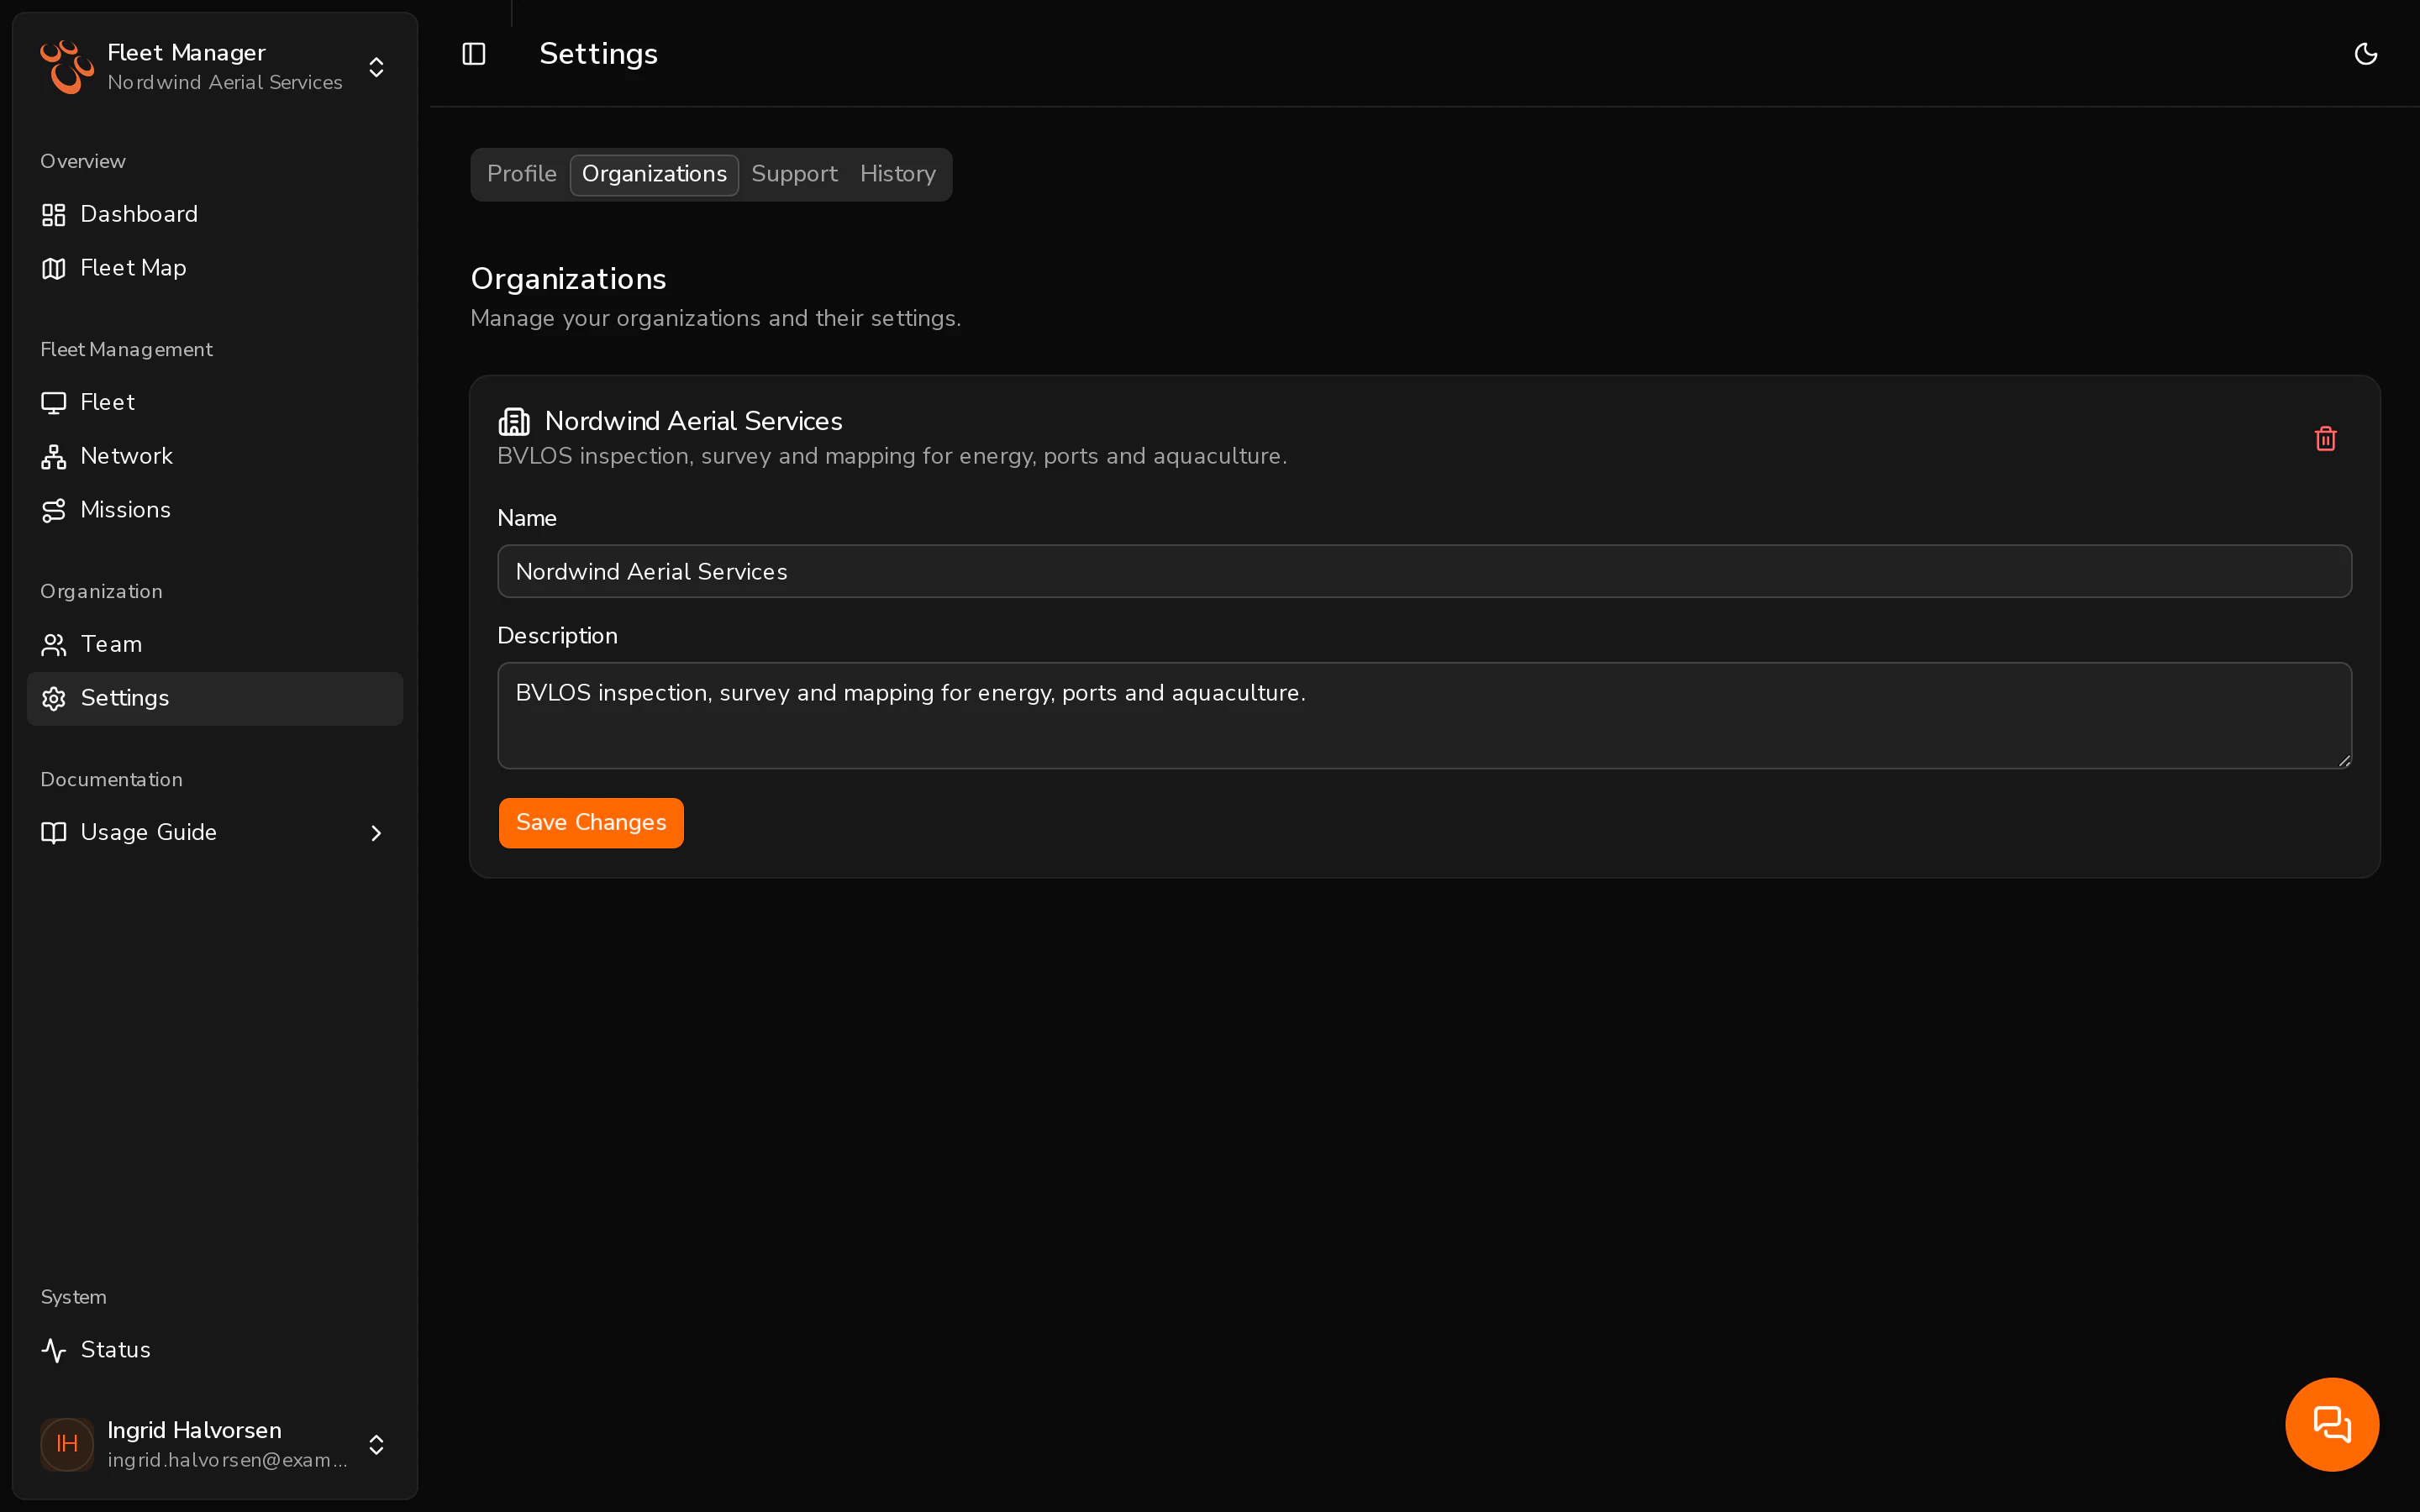 Fleet Manager
Nordwind Aerial Services
Overview
Dashboard
Fleet Map
Fleet Management
Fleet
Network
Missions
Organization
Team
Settings
Documentation
Usage Guide
System
Status
IH
Ingrid Halvorsen
ingrid.halvorsen@exam...
Settings
Profile
Organizations
Support
History
Organizations
Manage your organizations and their settings.
Nordwind Aerial Services
BVLOS inspection, survey and mapping for energy, ports and aquaculture.
Name
Nordwind Aerial Services
Description
BVLOS inspection, survey and mapping for energy, ports and aquaculture.
Save Changes